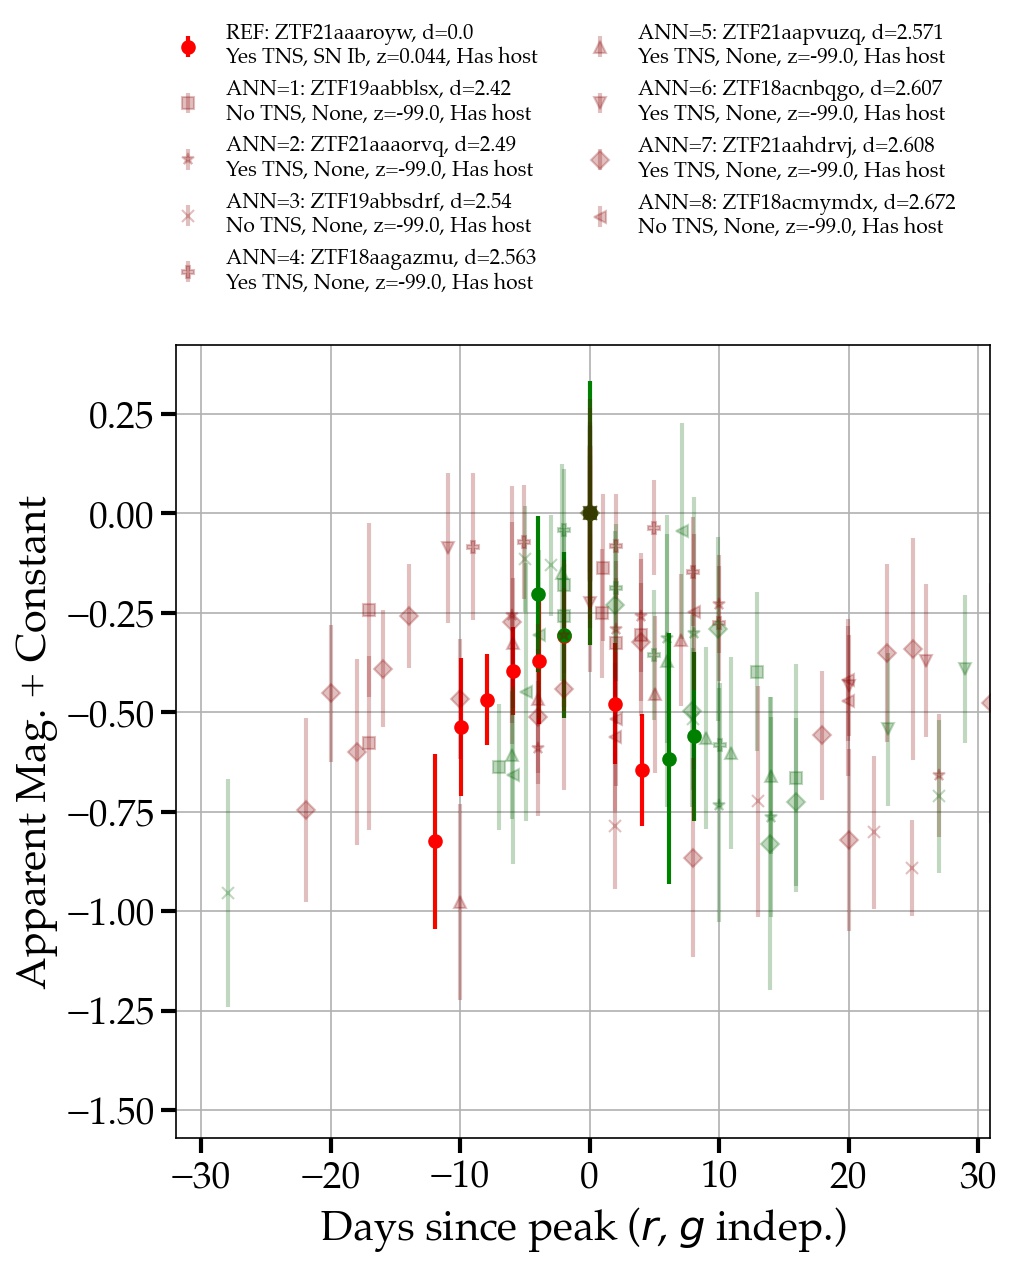 REF: ZTF21aaaroyw, d=0.0
Yes TNS, SN Ib, z=0.044, Has host
ANN=1: ZTF19aabblsx, d=2.42
No TNS, None, z=-99.0, Has host
ANN=2: ZTF21aaaorvq, d=2.49
Yes TNS, None, z=-99.0, Has host
ANN=3: ZTF19abbsdrf, d=2.54
No TNS, None, z=-99.0, Has host
ANN=4: ZTF18aagazmu, d=2.563
Yes TNS, None, z=-99.0, Has host
ANN=5: ZTF21aapvuzq, d=2.571
Yes TNS, None, z=-99.0, Has host
ANN=6: ZTF18acnbqgo, d=2.607
Yes TNS, None, z=-99.0, Has host
ANN=7: ZTF21aahdrvj, d=2.608
Yes TNS, None, z=-99.0, Has host
ANN=8: ZTF18acmymdx, d=2.672
No TNS, None, z=-99.0, Has host
Apparent Mag. + Constant
0.25
0.00
−0.25
−0.50
−0.75
−1.00
−1.25
−1.50
−30 −20 −10 0 10 20 30
Days since peak (r, g indep.)